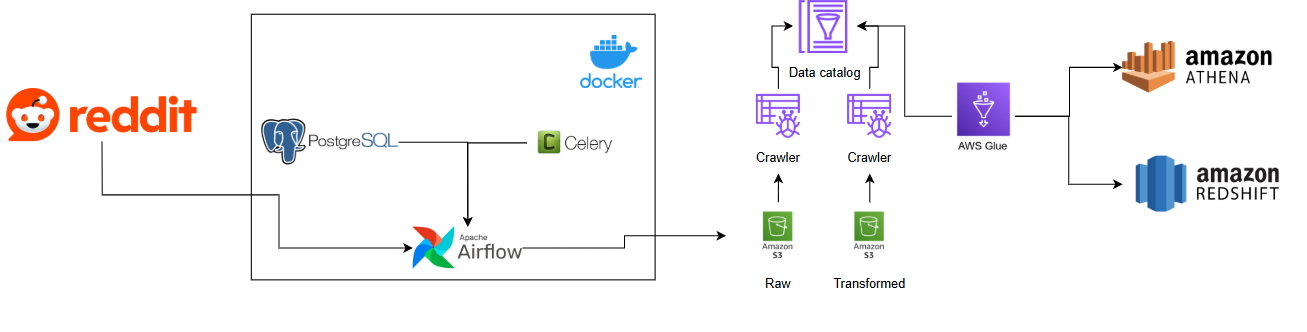 reddit
docker
PostgreSQL
Celery
Apache
Airflow
Data catalog
Crawler
Crawler
Amazon
S3
Raw
Amazon
S3
Transformed
AWS Glue
amazon
ATHENA
amazon
REDSHIFT